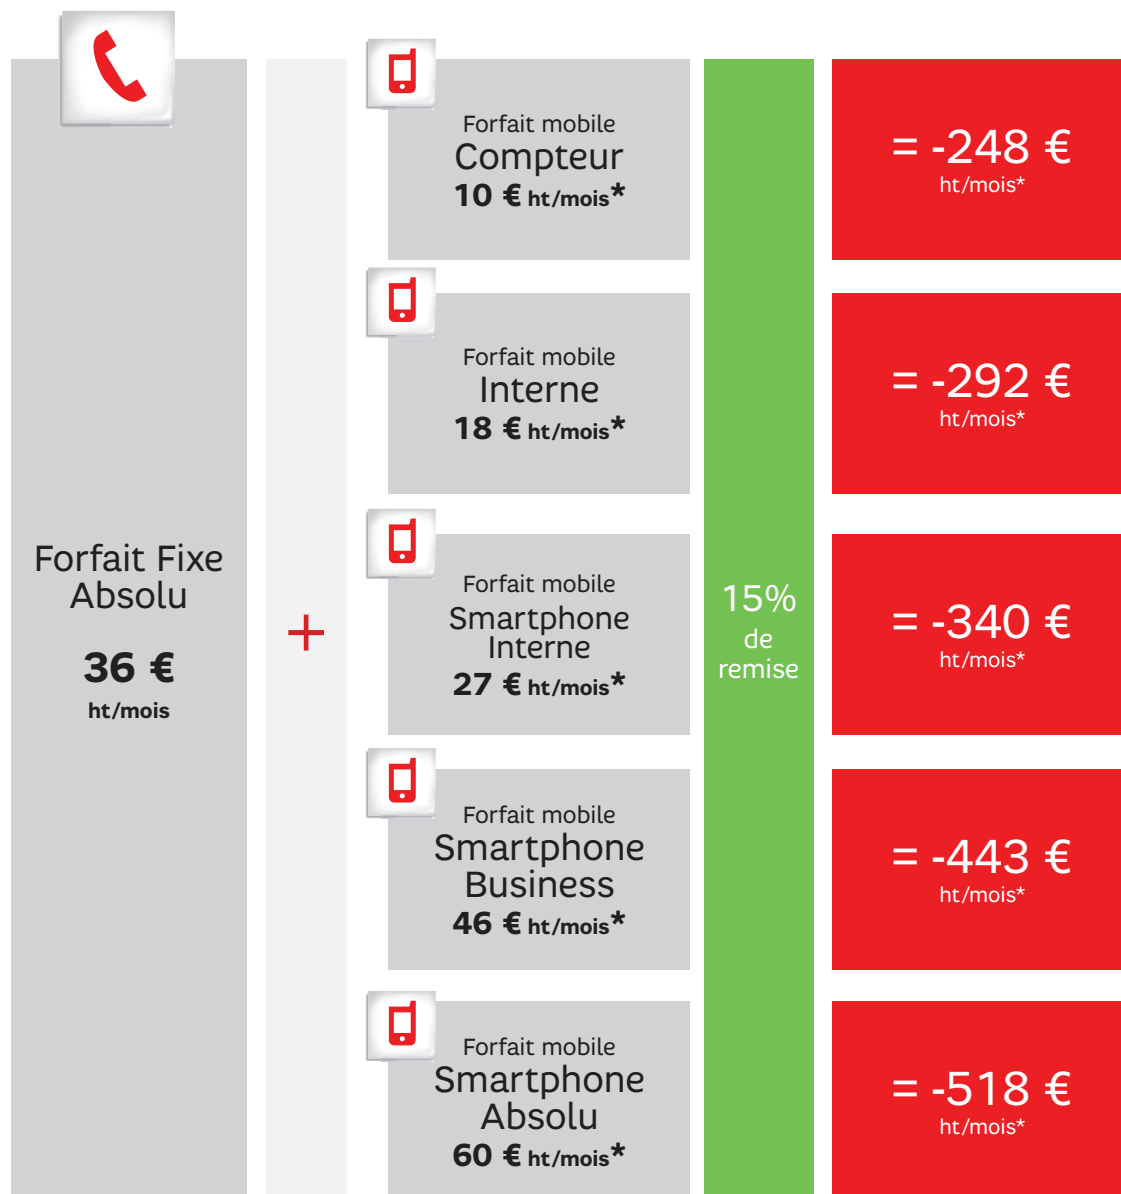 Forfait Fixe
Absolu
36 €
ht/mois
+
Forfait mobile
Compteur
10 € ht/mois*
Forfait mobile
Interne
18 € ht/mois*
Forfait mobile
Smartphone
Interne
27 € ht/mois*
Forfait mobile
Smartphone
Business
46 € ht/mois*
Forfait mobile
Smartphone
Absolu
60 € ht/mois*
15%
de
remise
= -248 €
ht/mois*
= -292 €
ht/mois*
= -340 €
ht/mois*
= -443 €
ht/mois*
= -518 €
ht/mois*